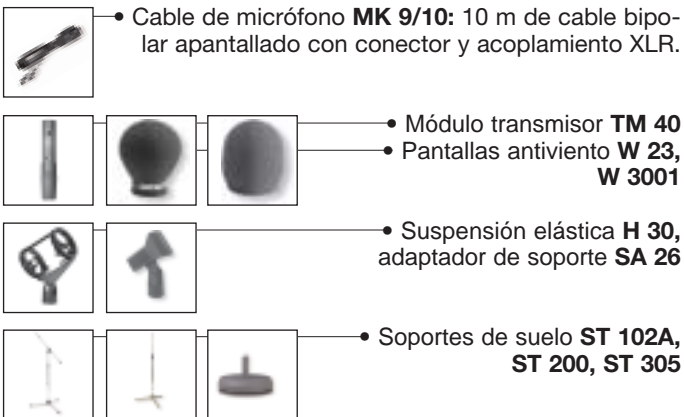 • Cable de micrófono MK 9/10: 10 m de cable bipo-
lar apantallado con conector y acoplamiento XLR.
• Módulo transmisor TM 40
• Pantallas antiviento W 23,
W 3001
• Suspensión elástica H 30,
adaptador de soporte SA 26
• Soportes de suelo ST 102A,
ST 200, ST 305